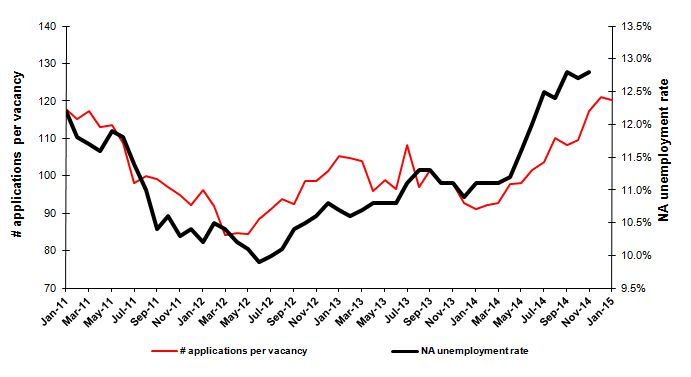 140
130
120
110
100
90
80
70
# applications per vacancy
13.5%
13.0%
12.5%
12.0%
11.5%
11.0%
10.5%
10.0%
9.5%
NA unemployment rate
Jan-11
Mar-11
May-11
Jul-11
Sep-11
Nov-11
Jan-12
Mar-12
May-12
Jul-12
Sep-12
Nov-12
Jan-13
Mar-13
May-13
Jul-13
Sep-13
Nov-13
Jan-14
Mar-14
May-14
Jul-14
Sep-14
Nov-14
Jan-15
# applications per vacancy
NA unemployment rate